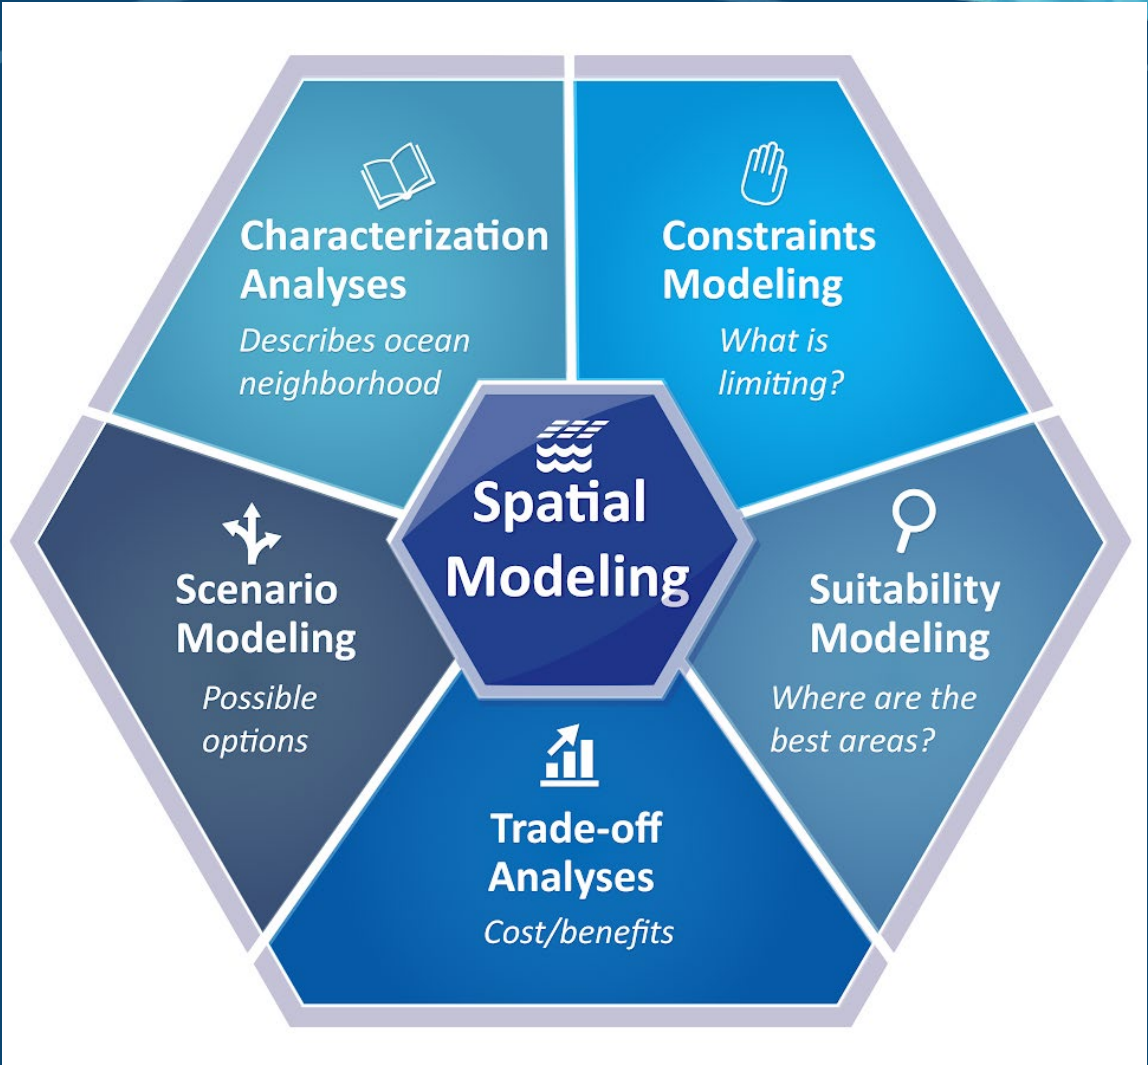 Characterization
Analyses
Describes ocean
neighborhood
Constraints
Modeling
What is
limiting?
Spatial
Modeling
Scenario
Modeling
Possible
options
Suitability
Modeling
Where are the
best areas?
Trade-off
Analyses
Cost/benefits